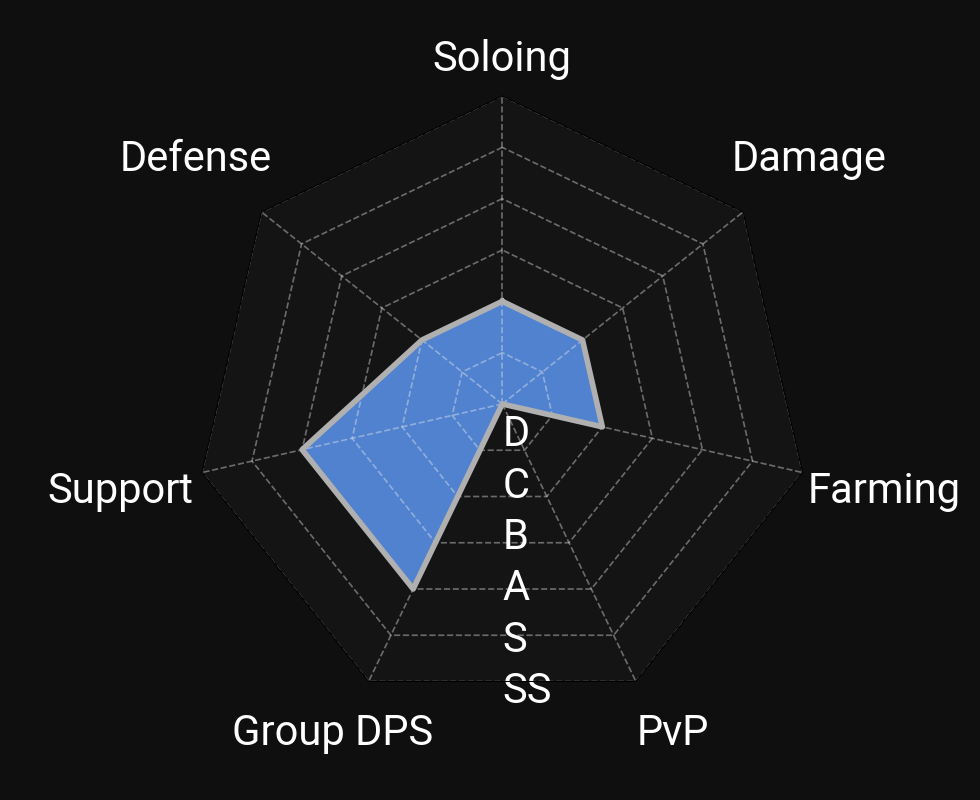 Soloing
Defense
Damage
D
Support
C
Farming
B
A
S
SS
Group DPS
PvP